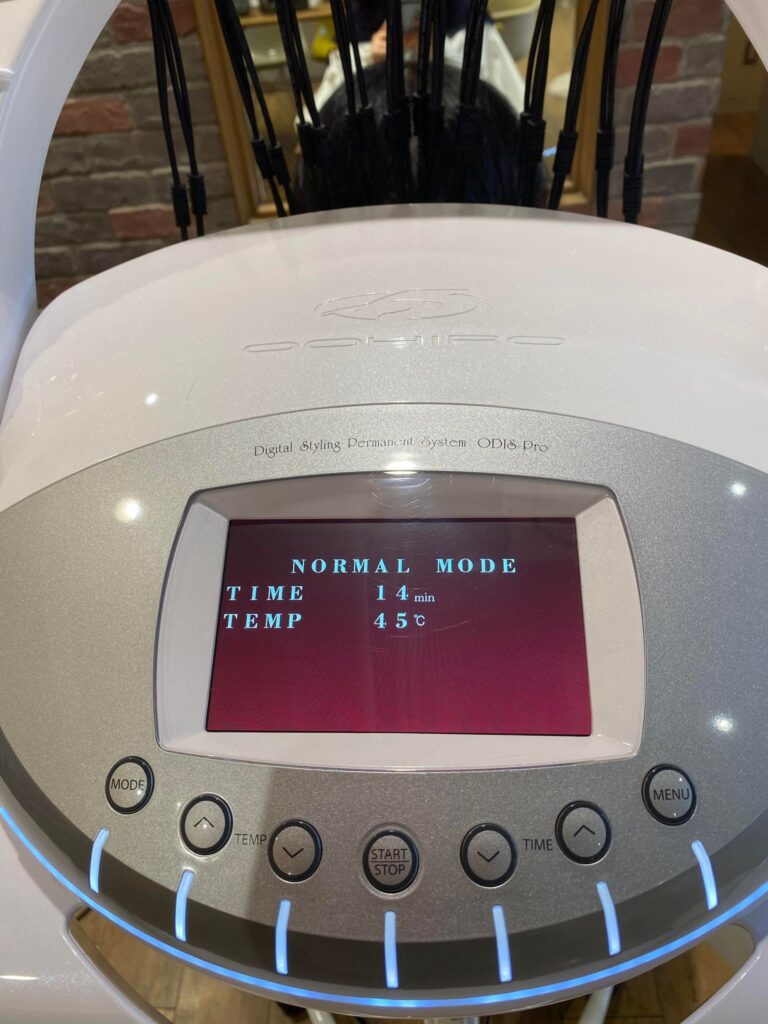 OOHIRO
Digital Styling Permanent System ODIS-Pro
NORMAL MODE
TIME 14 min
TEMP 45 ℃
MODE
TEMP
START
STOP
TIME
MENU